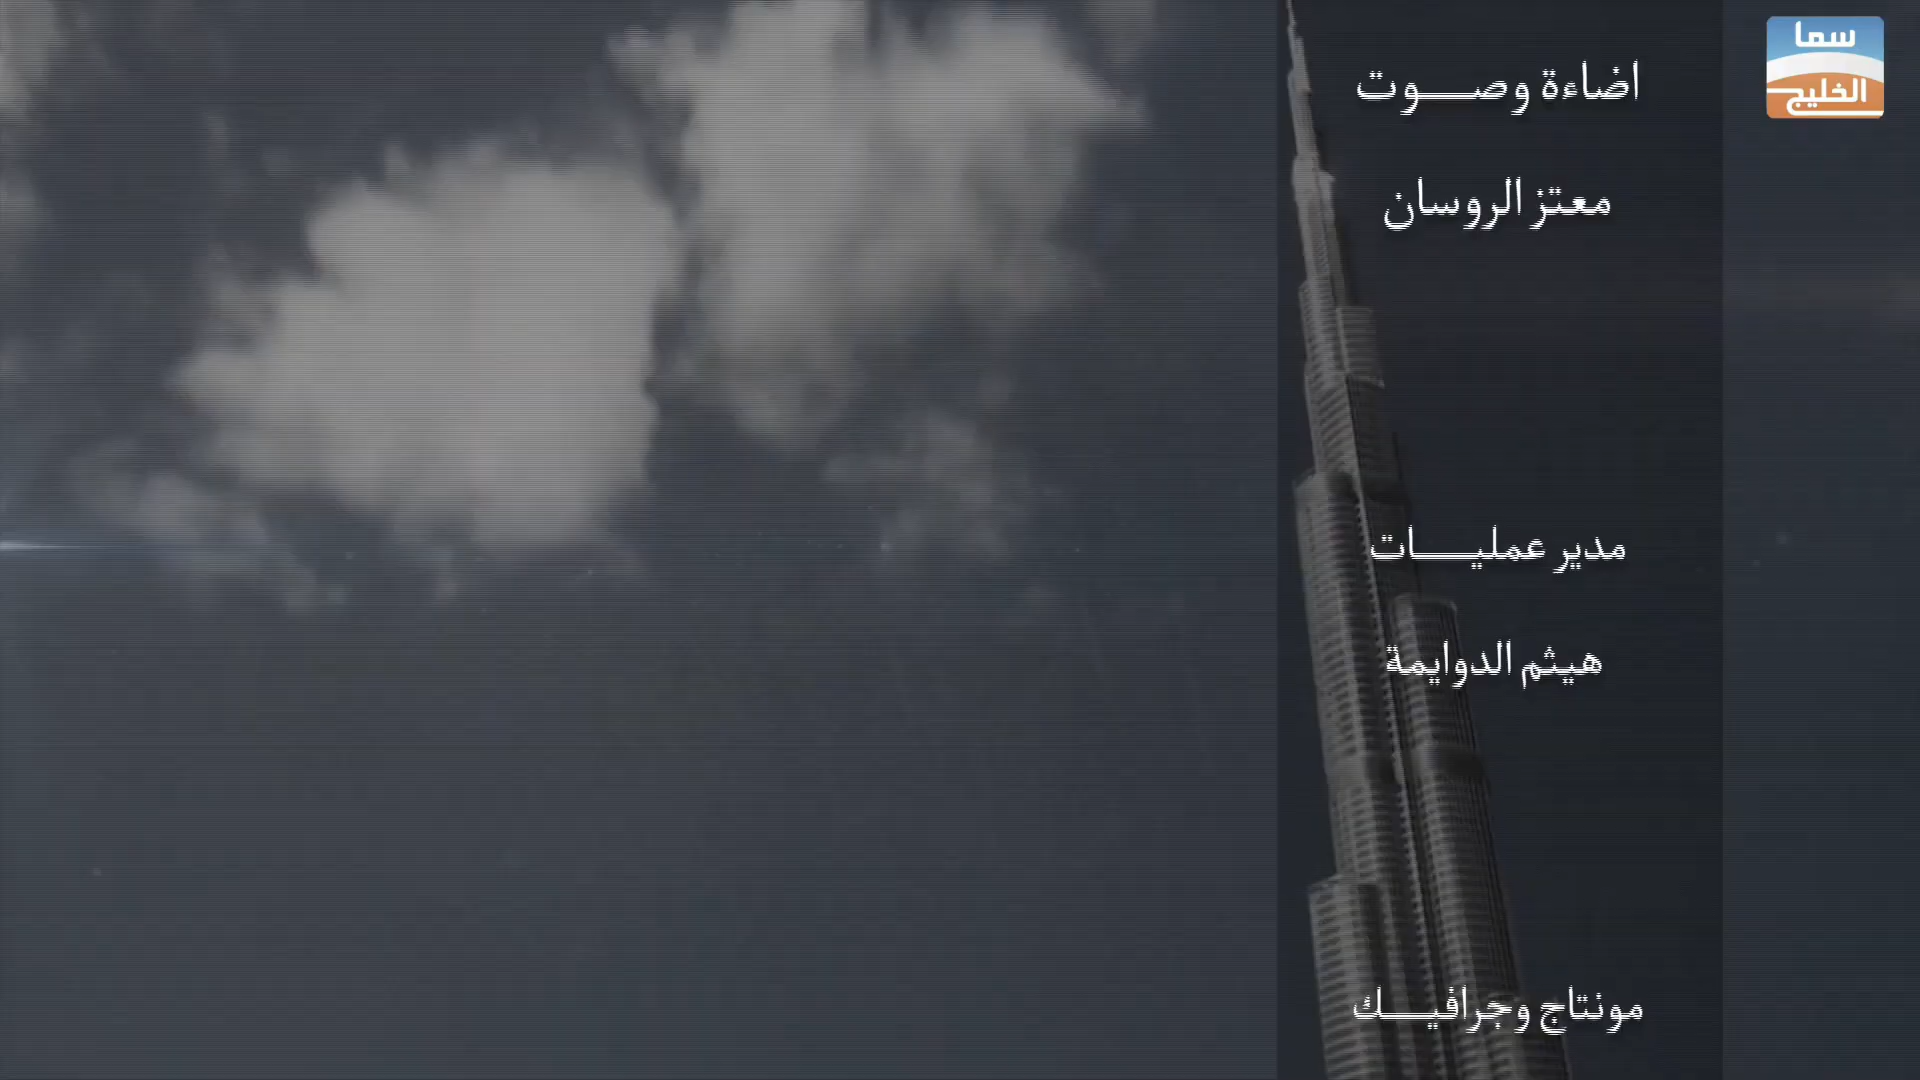 سما
الخليج
اضاءة وصـــوت
معتز الروسان
مدير عمليـــات
هيثم الدوايمة
مونتاج وجرافيـــك